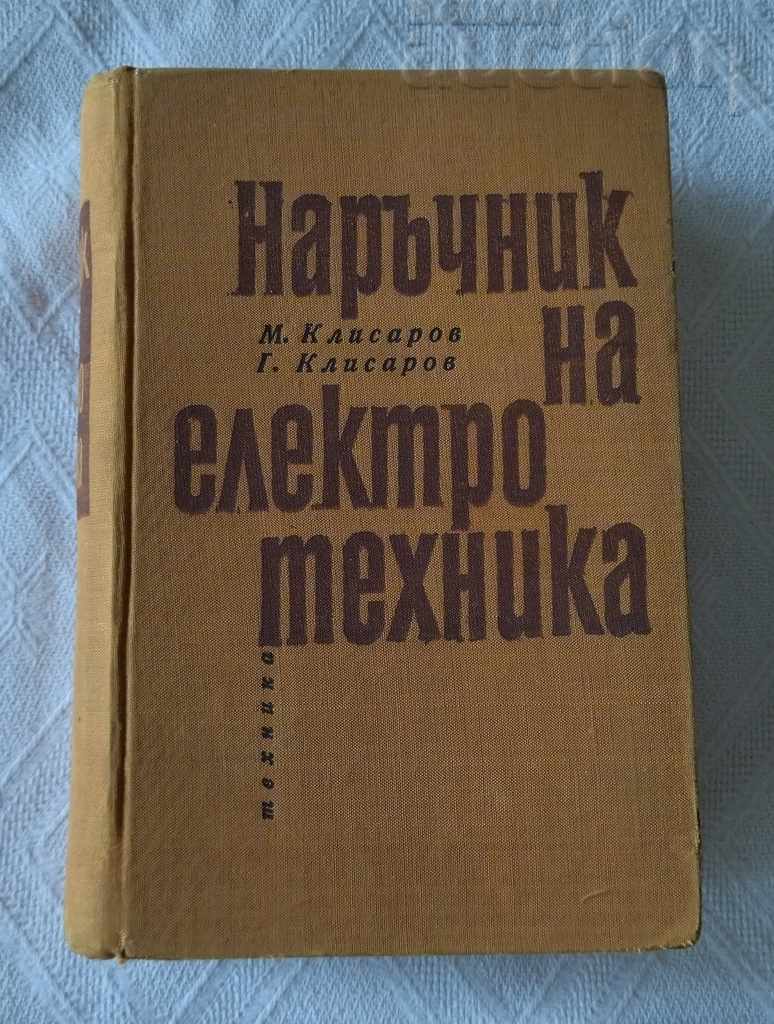 Наръчник
М. Клисаров
Г. Клисаров
на
електро
техника
техника